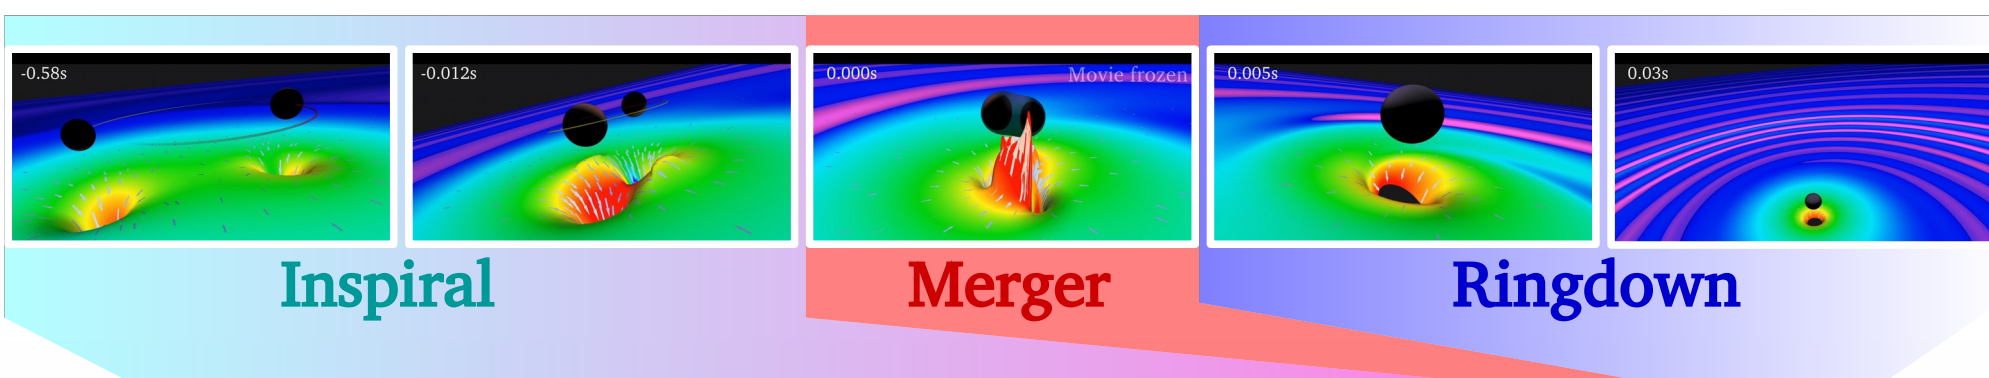 -0.58s
-0.012s
0.000s
Movie frozen
0.005s
0.03s
Inspiral
Merger
Ringdown